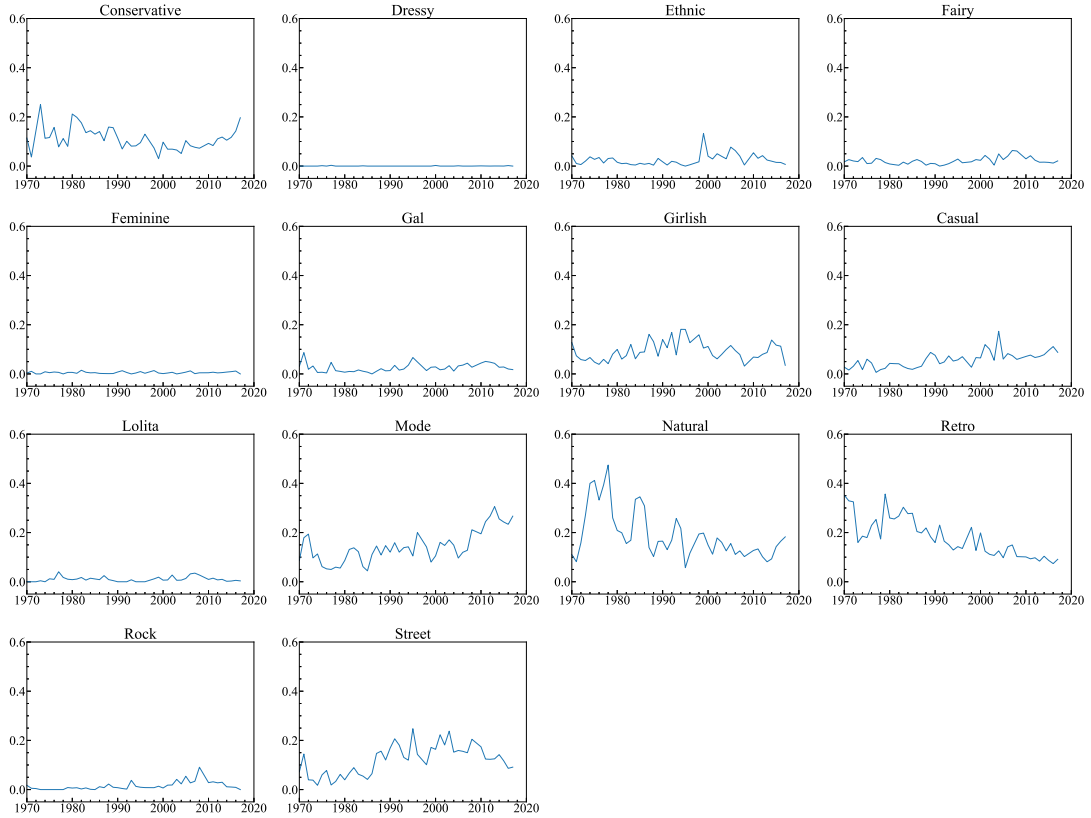 Conservative Dressy Ethnic Fairy
0.6 0.6 0.6 0.6
0.4 0.4 0.4 0.4
0.2 0.2 0.2 0.2
0.0 0.0 0.0 0.0
1970 1980 1990 2000 2010 2020 1970 1980 1990 2000 2010 2020 1970 1980 1990 2000 2010 2020 1970 1980 1990 2000 2010 2020
Feminine Gal Girlish Casual
0.6 0.6 0.6 0.6
0.4 0.4 0.4 0.4
0.2 0.2 0.2 0.2
0.0 0.0 0.0 0.0
1970 1980 1990 2000 2010 2020 1970 1980 1990 2000 2010 2020 1970 1980 1990 2000 2010 2020 1970 1980 1990 2000 2010 2020
Lolita Mode Natural Retro
0.6 0.6 0.6 0.6
0.4 0.4 0.4 0.4
0.2 0.2 0.2 0.2
0.0 0.0 0.0 0.0
1970 1980 1990 2000 2010 2020 1970 1980 1990 2000 2010 2020 1970 1980 1990 2000 2010 2020 1970 1980 1990 2000 2010 2020
Rock Street
0.6 0.6
0.4 0.4
0.2 0.2
0.0 0.0
1970 1980 1990 2000 2010 2020 1970 1980 1990 2000 2010 2020